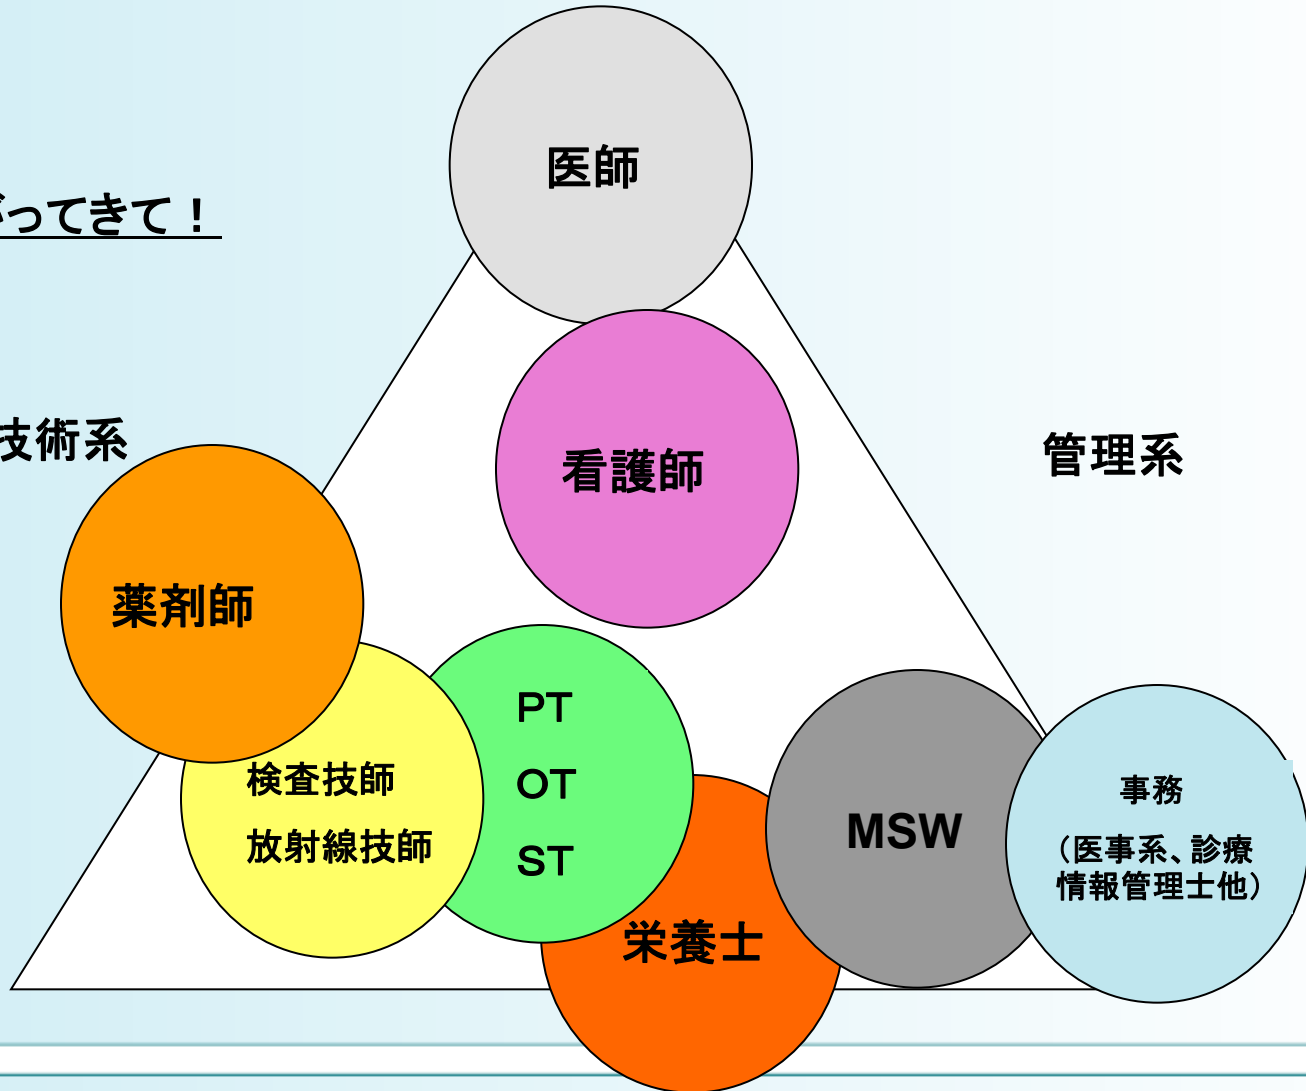 医師
がってきて！
技術系
管理系
看護師
薬剤師
検査技師
放射線技師
PT
OT
ST
栄養士
MSW
事務
（医事系、診療
情報管理士他）